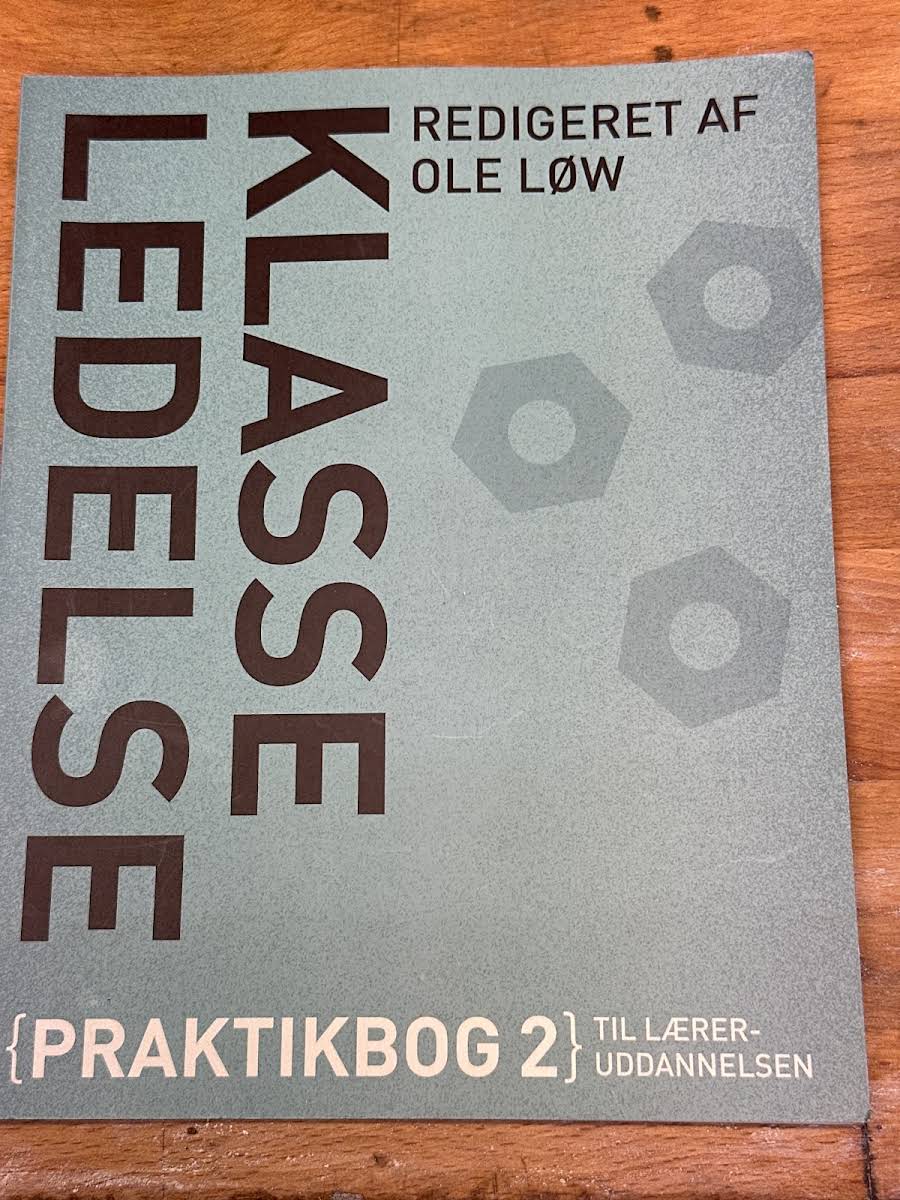 KLASSE
LEDELSE
REDIGERET AF
OLE LØW
{PRAKTIKBOG 2}
TIL LÆRER-
UDDANNELSEN